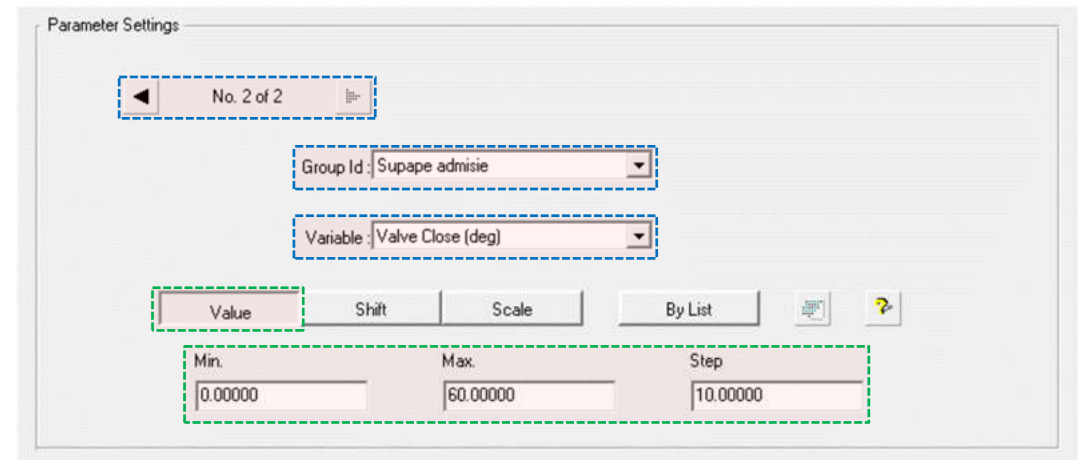 Parameter Settings
No. 2 of 2
Group Id : Supape admisie
Variable : Valve Close (deg)
Value Shift Scale By List
Min. Max. Step
0.00000 60.00000 10.00000